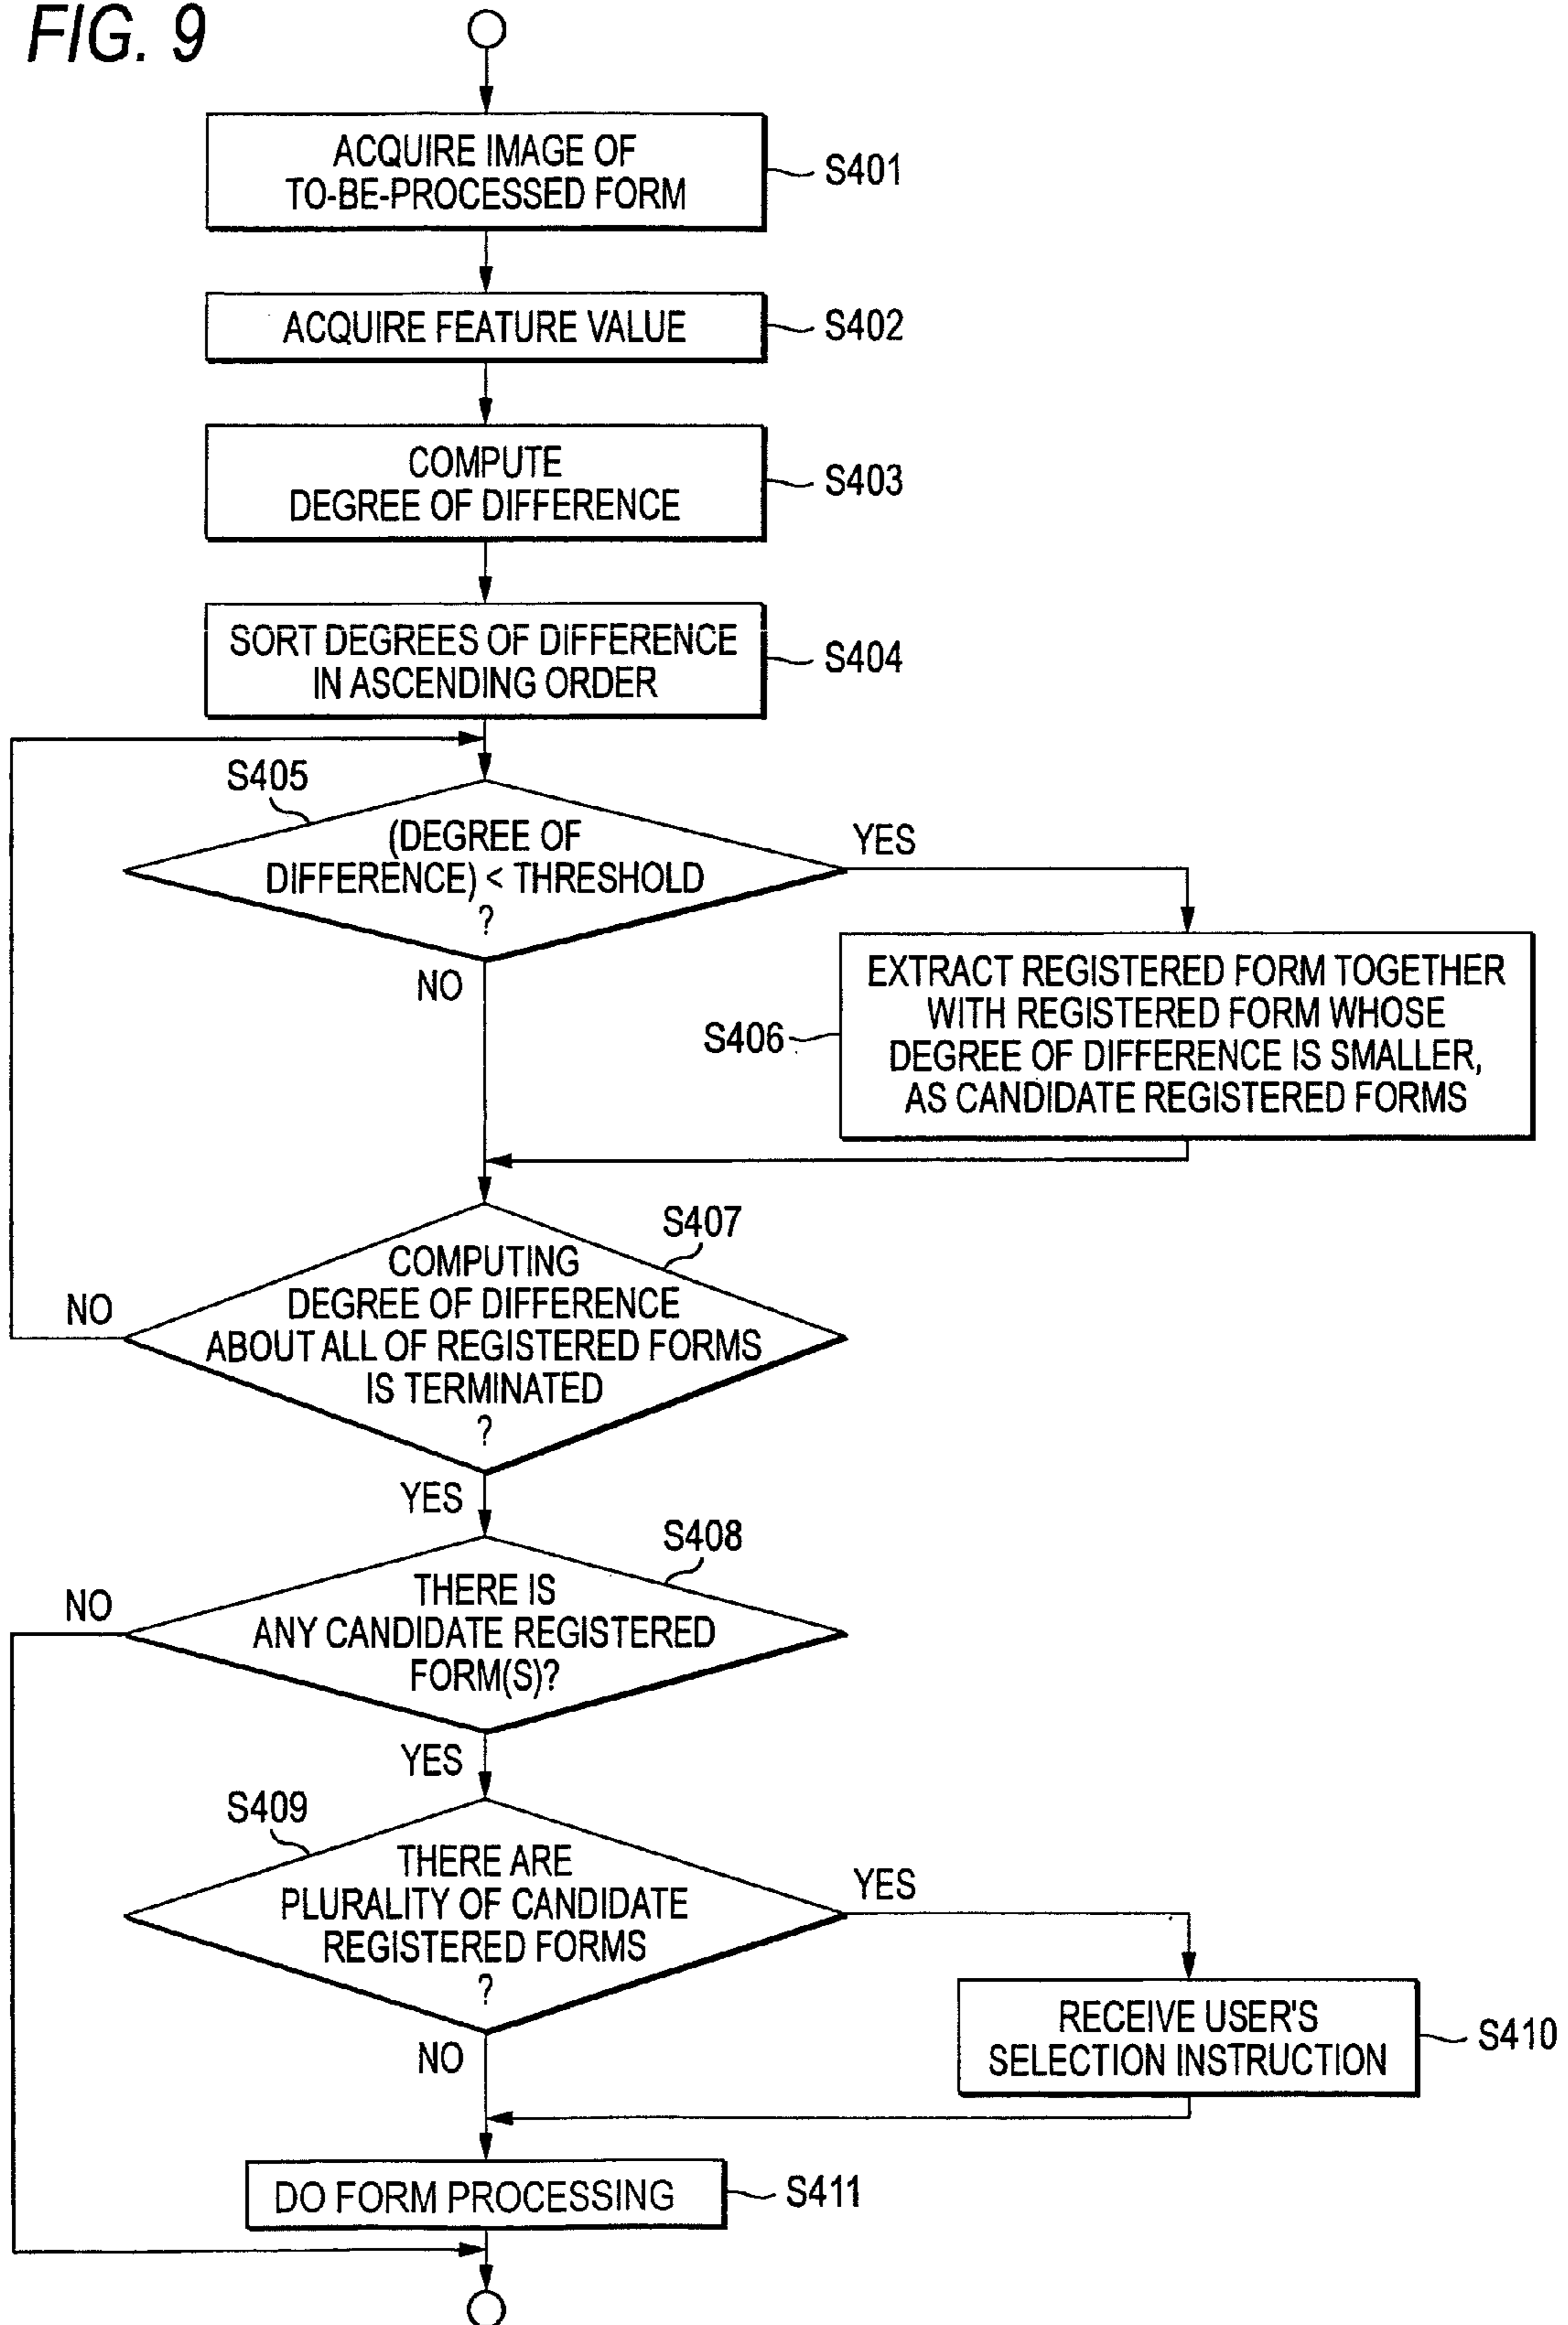 FIG. 9
ACQUIRE IMAGE OF
TO-BE-PROCESSED FORM
S401
ACQUIRE FEATURE VALUE
S402
COMPUTE
DEGREE OF DIFFERENCE
S403
SORT DEGREES OF DIFFERENCE
IN ASCENDING ORDER
S404
S405
(DEGREE OF
DIFFERENCE) < THRESHOLD
?
YES
NO
EXTRACT REGISTERED FORM TOGETHER
WITH REGISTERED FORM WHOSE
DEGREE OF DIFFERENCE IS SMALLER,
AS CANDIDATE REGISTERED FORMS
S406
S407
COMPUTING
DEGREE OF DIFFERENCE
ABOUT ALL OF REGISTERED FORMS
IS TERMINATED
?
NO
YES
S408
THERE IS
ANY CANDIDATE REGISTERED
FORM(S)?
NO
YES
S409
THERE ARE
PLURALITY OF CANDIDATE
REGISTERED FORMS
?
YES
NO
RECEIVE USER'S
SELECTION INSTRUCTION
S410
DO FORM PROCESSING
S411